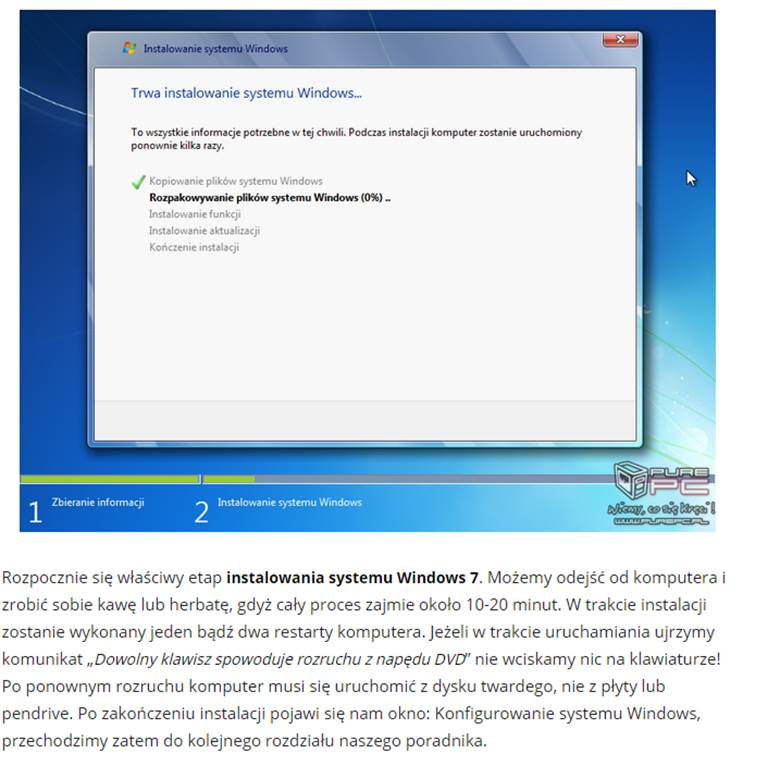 Instalowanie systemu Windows
Trwa instalowanie systemu Windows...
To wszystkie informacje potrzebne w tej chwili. Podczas instalacji komputer zostanie uruchomiony
ponownie kilka razy.
Kopiowanie plików systemu Windows
Rozpakowywanie plików systemu Windows (0%) ..
Instalowanie funkcji
Instalowanie aktualizacji
Kończenie instalacji
1 Zbieranie informacji
2 Instalowanie systemu Windows
PURE
PC
Wiemy, co się kręci!
www.purepc.pl
Rozpocznie się właściwy etap instalowania systemu Windows 7. Możemy odejść od komputera i
zrobić sobie kawę lub herbatę, gdyż cały proces zajmie około 10-20 minut. W trakcie instalacji
zostanie wykonany jeden bądź dwa restarty komputera. Jeżeli w trakcie uruchamiania ujrzymy
komunikat „Dowolny klawisz spowoduje rozruchu z napędu DVD” nie wciskamy nic na klawiaturze!
Po ponownym rozruchu komputer musi się uruchomić z dysku twardego, nie z płyty lub
pendrive. Po zakończeniu instalacji pojawi się nam okno: Konfigurowanie systemu Windows,
przechodzimy zatem do kolejnego rozdziału naszego poradnika.